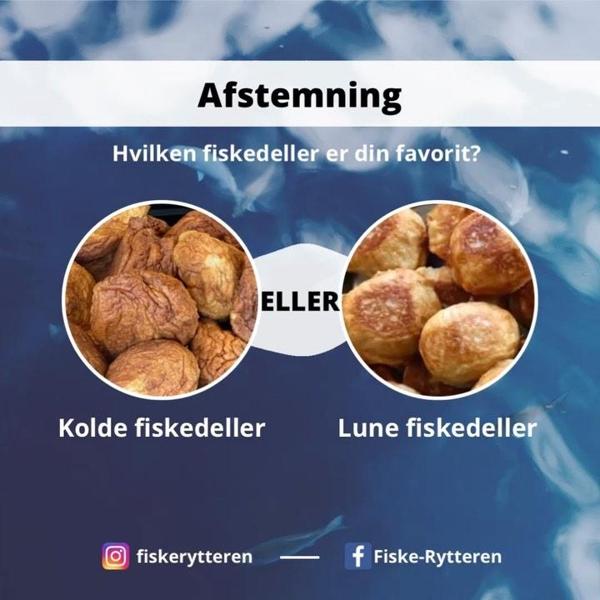 Afstemning
Hvilken fiskedeller er din favorit?
ELLER
Kolde fiskedeller
Lune fiskedeller
fiskerytteren
Fiske-Rytteren